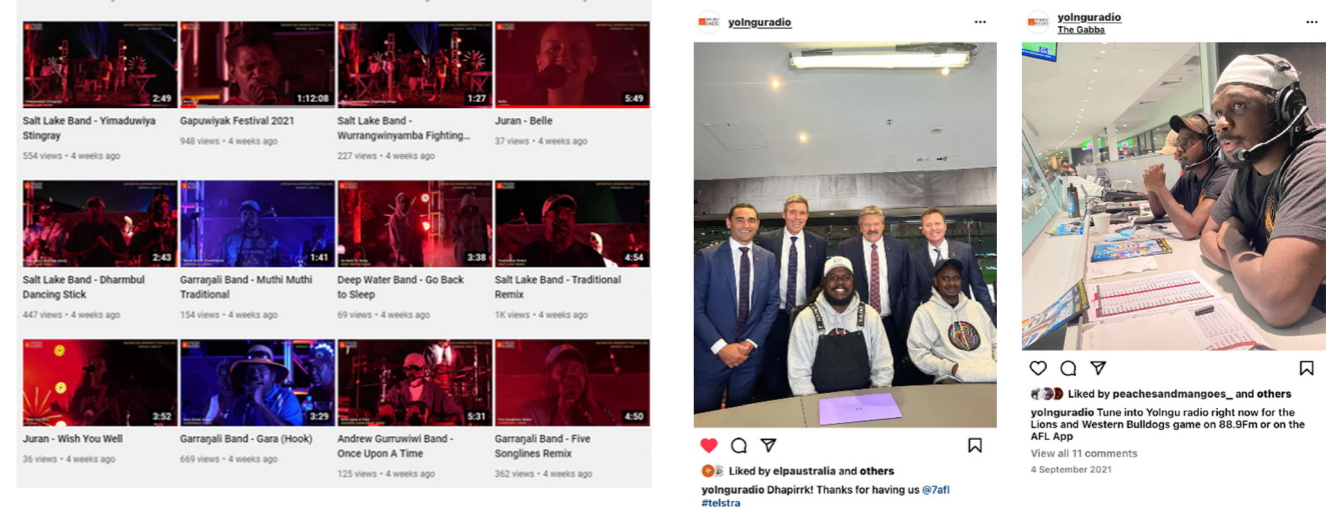 2:49
1:12:08
1:27
5:49
Salt Lake Band - Yimaduwiya
Stingray
554 views • 4 weeks ago
Gapuwiyak Festival 2021
948 views • 4 weeks ago
Salt Lake Band -
Wurrangwinyamba Fighting...
227 views • 4 weeks ago
Juran - Belle
37 views • 4 weeks ago
2:43
1:41
3:38
4:54
Salt Lake Band - Dharmbul
Dancing Stick
447 views • 4 weeks ago
Garraŋali Band - Muthi Muthi
Traditional
154 views • 4 weeks ago
Deep Water Band - Go Back
to Sleep
69 views • 4 weeks ago
Salt Lake Band - Traditional
Remix
1K views • 4 weeks ago
3:52
3:29
5:31
4:50
Juran - Wish You Well
36 views • 4 weeks ago
Garraŋali Band - Gara (Hook)
669 views • 4 weeks ago
Andrew Gurruwiwi Band -
Once Upon A Time
125 views • 4 weeks ago
Garraŋali Band - Five
Songlines Remix
362 views • 4 weeks ago
yolnguradio
Liked by elpaustralia and others
yolnguradio Dhapirrk! Thanks for having us @7afl
#telstra
yolnguradio
The Gabba
Liked by peachesandmangoes_ and others
yolnguradio Tune into Yolngu radio right now for the
Lions and Western Bulldogs game on 88.9Fm or on the
AFL App
View all 11 comments
4 September 2021